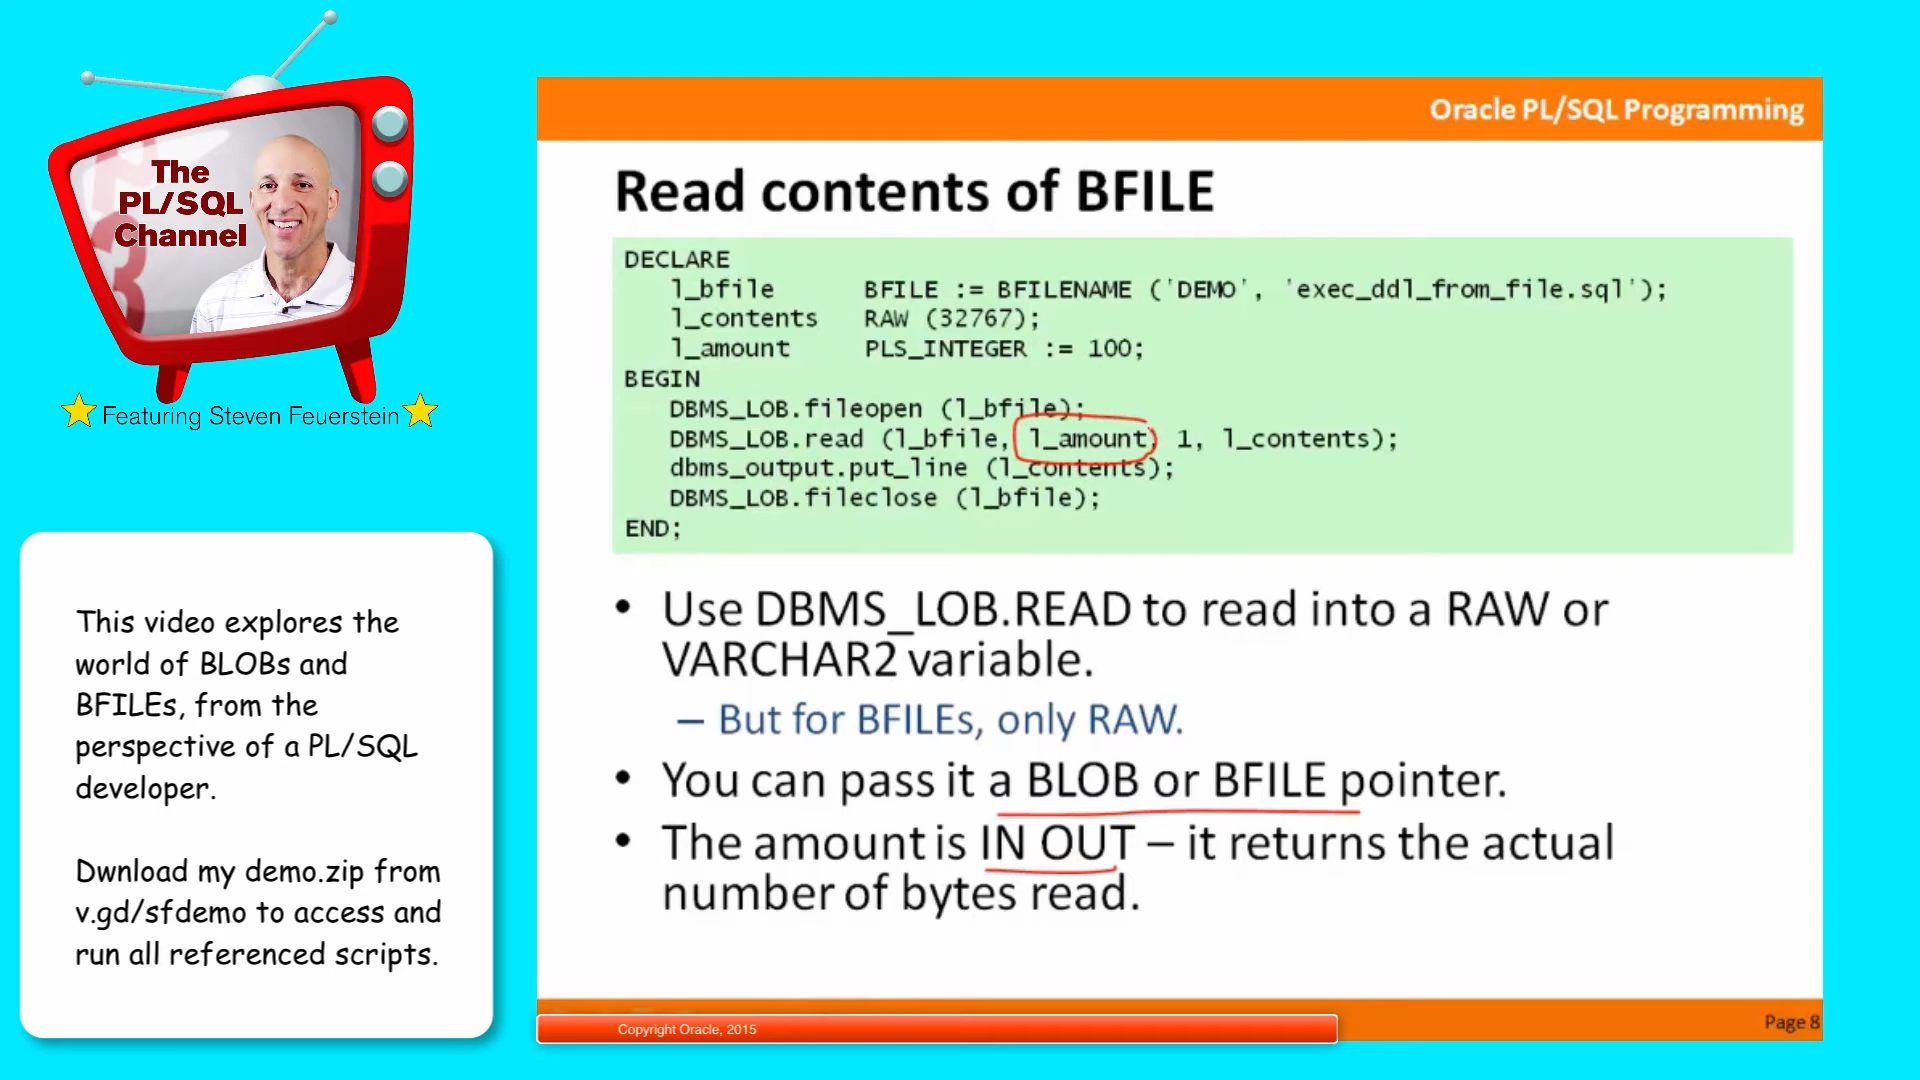 The
PL/SQL
Channel
Featuring Steven Feuerstein
This video explores the
world of BLOBs and
BFILEs, from the
perspective of a PL/SQL
developer.
Dwnload my demo.zip from
v.gd/sfdemo to access and
run all referenced scripts.
Oracle PL/SQL Programming
Read contents of BFILE
DECLARE
l_bfile BFILE := BFILENAME ('DEMO', 'exec_ddl_from_file.sql');
l_contents RAW (32767);
l_amount PLS_INTEGER := 100;
BEGIN
DBMS_LOB.fileopen (l_bfile);
DBMS_LOB.read (l_bfile, l_amount, 1, l_contents);
dbms_output.put_line (l_contents);
DBMS_LOB.fileclose (l_bfile);
END;
• Use DBMS_LOB.READ to read into a RAW or
VARCHAR2 variable.
– But for BFILEs, only RAW.
• You can pass it a BLOB or BFILE pointer.
• The amount is IN OUT – it returns the actual
number of bytes read.
Copyright Oracle, 2015
Page 8